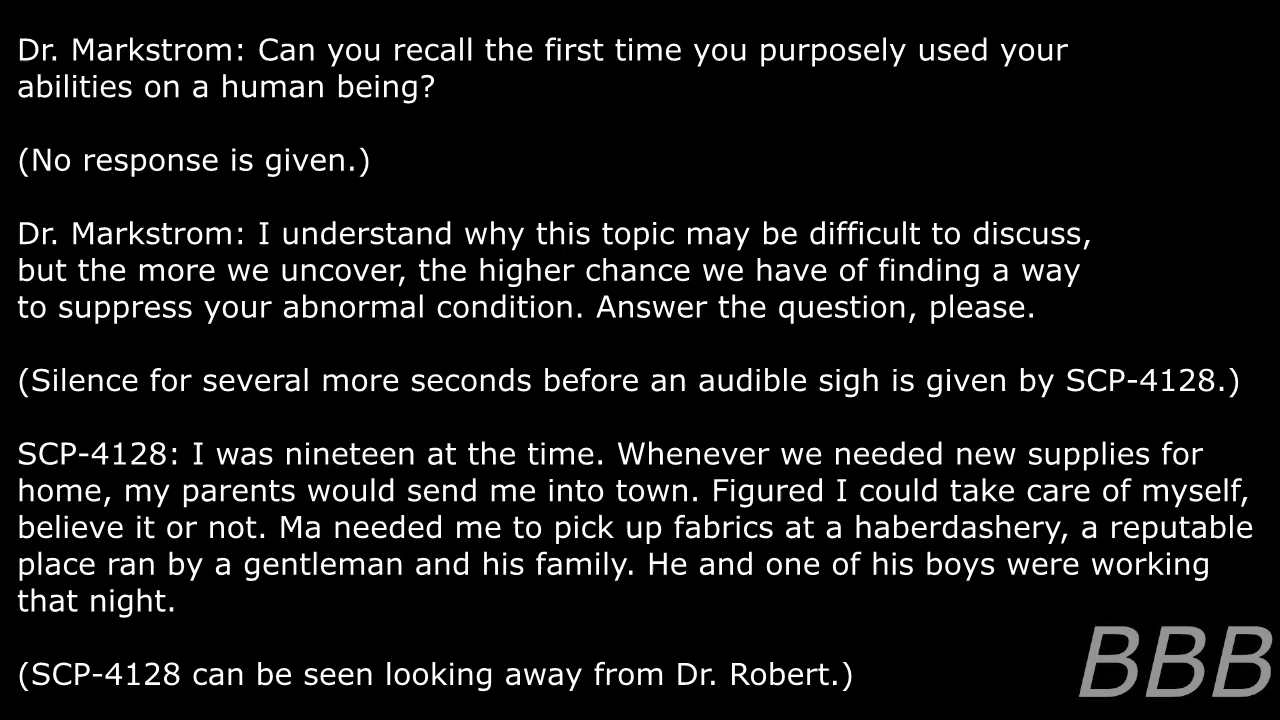 Dr. Markstrom: Can you recall the first time you purposely used your
abilities on a human being?
(No response is given.)
Dr. Markstrom: I understand why this topic may be difficult to discuss,
but the more we uncover, the higher chance we have of finding a way
to suppress your abnormal condition. Answer the question, please.
(Silence for several more seconds before an audible sigh is given by SCP-4128.)
SCP-4128: I was nineteen at the time. Whenever we needed new supplies for
home, my parents would send me into town. Figured I could take care of myself,
believe it or not. Ma needed me to pick up fabrics at a haberdashery, a reputable
place ran by a gentleman and his family. He and one of his boys were working
that night.
(SCP-4128 can be seen looking away from Dr. Robert.)
BBB